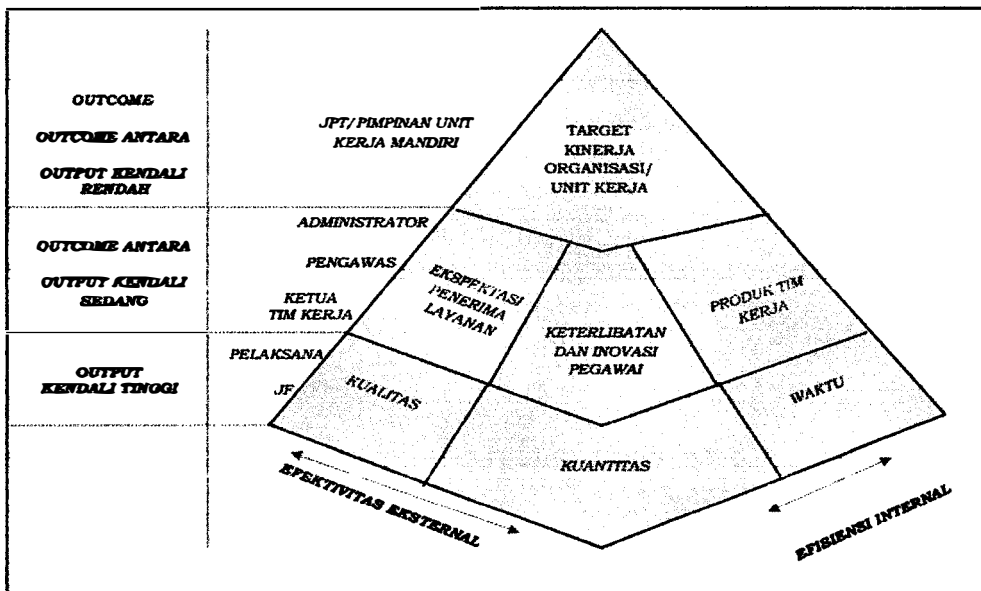 OUTCOME
OUTCOME ANTARA
OUTPUT KENDALI
RENDAH
JPT/PIMPINAN UNIT
KERJA MANDIRI
TARGET
KINERJA
ORGANISASI/
UNIT KERJA
OUTCOME ANTARA
OUTPUT KENDALI
SEDANG
ADMINISTRATOR
PENGAWAS
KETUA
TIM KERJA
EKSPEKTASI
PENERIMA
LAYANAN
KETERLIBATAN
DAN INOVASI
PEGAWAI
PRODUK TIM
KERJA
OUTPUT
KENDALI TINGGI
PELAKSANA
JF
KUALITAS
KUANTITAS
WAKTU
EFEKTIVITAS EKSTERNAL
EFISIENSI INTERNAL